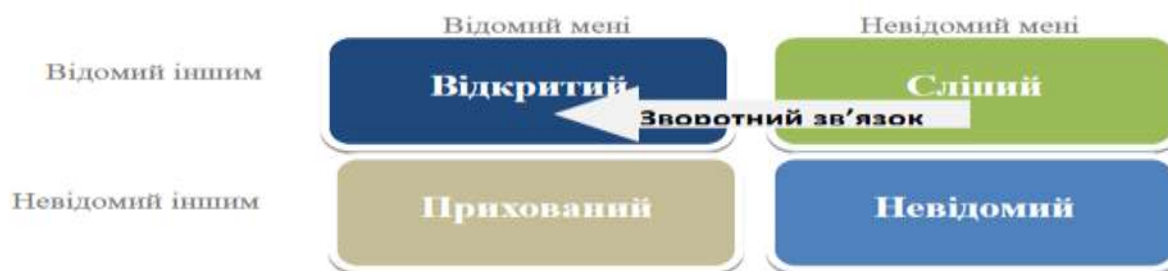 Відомий мені Невідомий мені
Відомий іншим
Відкритий Сліпий
Зворотний зв’язок
Невідомий іншим
Прихований Невідомий